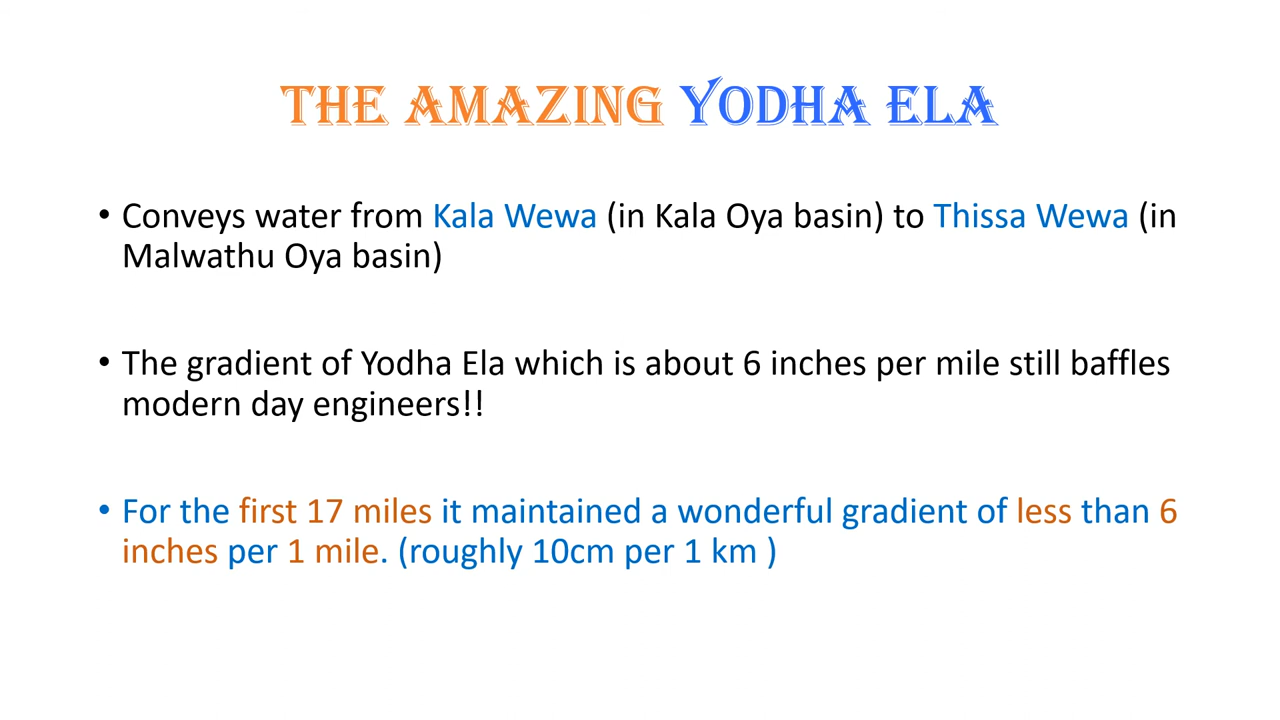 THE AMAZING YODHA ELA
• Conveys water from Kala Wewa (in Kala Oya basin) to Thissa Wewa (in
Malwathu Oya basin)
• The gradient of Yodha Ela which is about 6 inches per mile still baffles
modern day engineers!!
• For the first 17 miles it maintained a wonderful gradient of less than 6
inches per 1 mile. (roughly 10cm per 1 km )